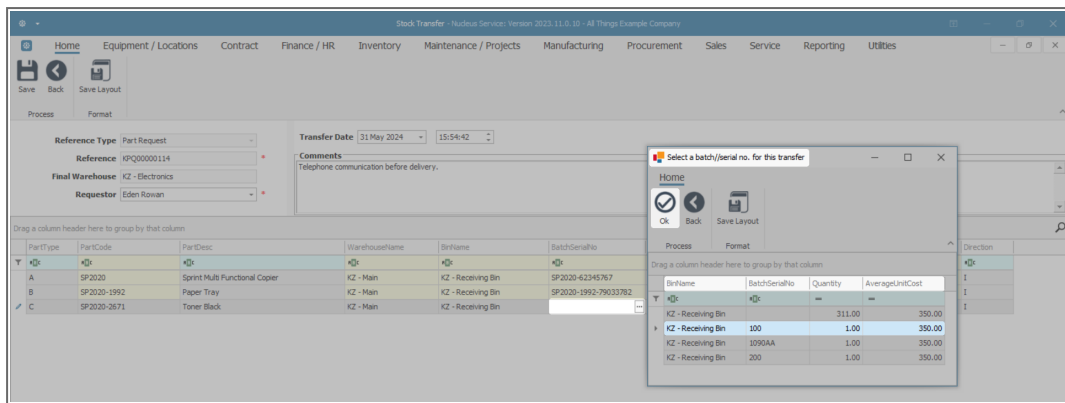 Stock Transfer - Nucleus Service: Version 2023.11.0.10 - All Things Example Company
Home Equipment / Locations Contract Finance / HR Inventory Maintenance / Projects Manufacturing Procurement Sales Service Reporting Utilities
Save Back Save Layout
Process Format
Reference Type Part Request
Reference KPQ00000114 *
Final Warehouse KZ - Electronics
Requestor Eden Rowan *
Transfer Date 31 May 2024 15:54:42
Comments
Telephone communication before delivery.
Drag a column header here to group by that column
PartType PartCode PartDesc WarehouseName BinName BatchSerialNo Direction
A SP2020 Sprint Multi Functional Copier KZ - Main KZ - Receiving Bin SP2020-62345767 I
B SP2020-1992 Paper Tray KZ - Main KZ - Receiving Bin SP2020-1992-79033782 I
C SP2020-2671 Toner Black KZ - Main KZ - Receiving Bin ... I
Select a batch//serial no. for this transfer
Home
Ok Back Save Layout
Process Format
Drag a column header here to group by that column
BinName BatchSerialNo Quantity AverageUnitCost
= =
KZ - Receiving Bin 311.00 350.00
KZ - Receiving Bin 100 1.00 350.00
KZ - Receiving Bin 1090AA 1.00 350.00
KZ - Receiving Bin 200 1.00 350.00